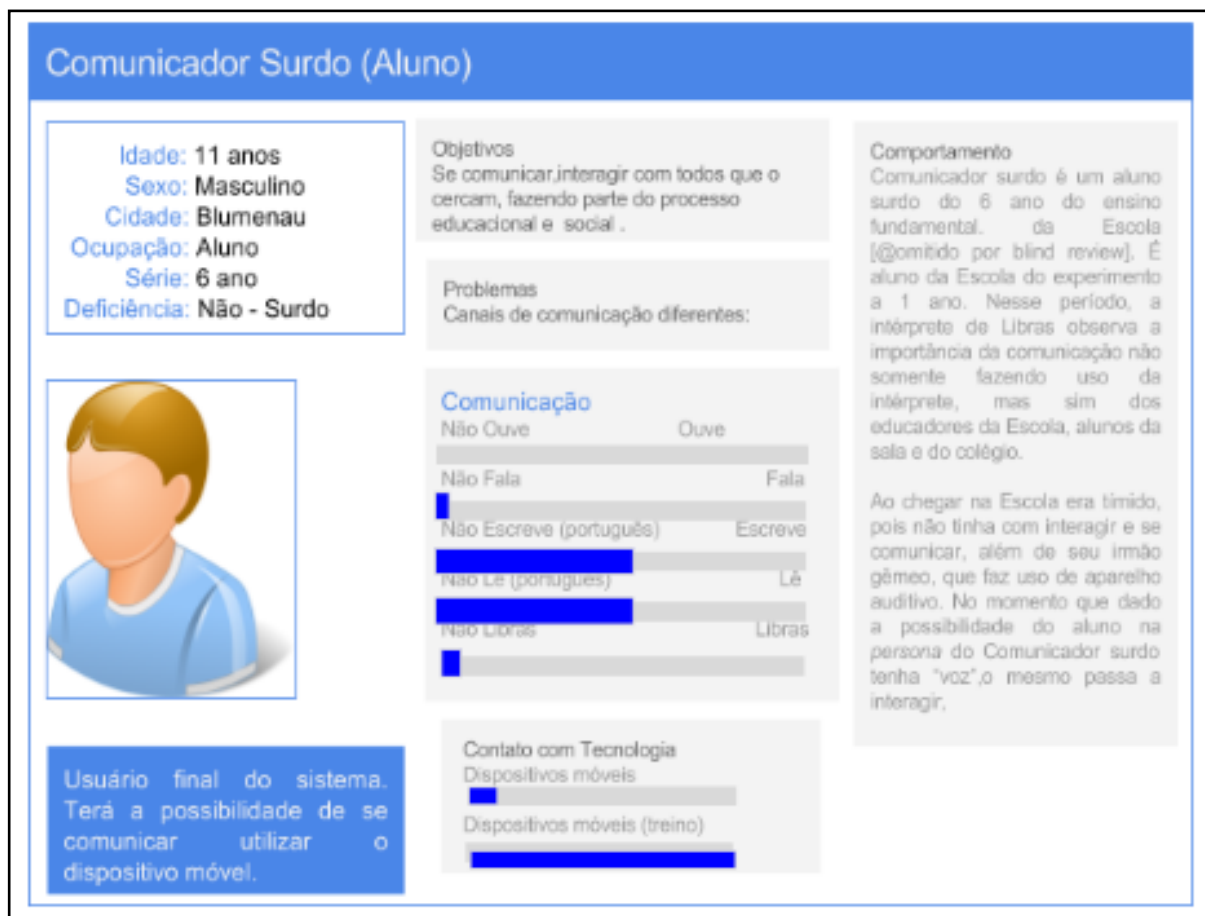 Comunicador Surdo (Aluno)
Idade: 11 anos
Sexo: Masculino
Cidade: Blumenau
Ocupação: Aluno
Série: 6 ano
Deficiência: Não - Surdo
Usuário final do sistema.
Terá a possibilidade de se
comunicar utilizar o
dispositivo móvel.
Objetivos
Se comunicar,interagir com todos que o
cercam, fazendo parte do processo
educacional e social .
Problemas
Canais de comunicação diferentes:
Comunicação
Não Ouve Ouve
Não Fala Fala
Não Escreve (português) Escreve
Não Lê (português) Lê
Não Libras Libras
Contato com Tecnologia
Dispositivos móveis
Dispositivos móveis (treino)
Comportamento
Comunicador surdo é um aluno
surdo do 6 ano do ensino
fundamental. da Escola
[@omitido por blind review]. É
aluno da Escola do experimento
a 1 ano. Nesse período, a
intérprete de Libras observa a
importância da comunicação não
somente fazendo uso da
intérprete, mas sim dos
educadores da Escola, alunos da
sala e do colégio.
Ao chegar na Escola era tímido,
pois não tinha com interagir e se
comunicar, além de seu irmão
gêmeo, que faz uso de aparelho
auditivo. No momento que dado
a possibilidade do aluno na
persona do Comunicador surdo
tenha "voz",o mesmo passa a
interagir.